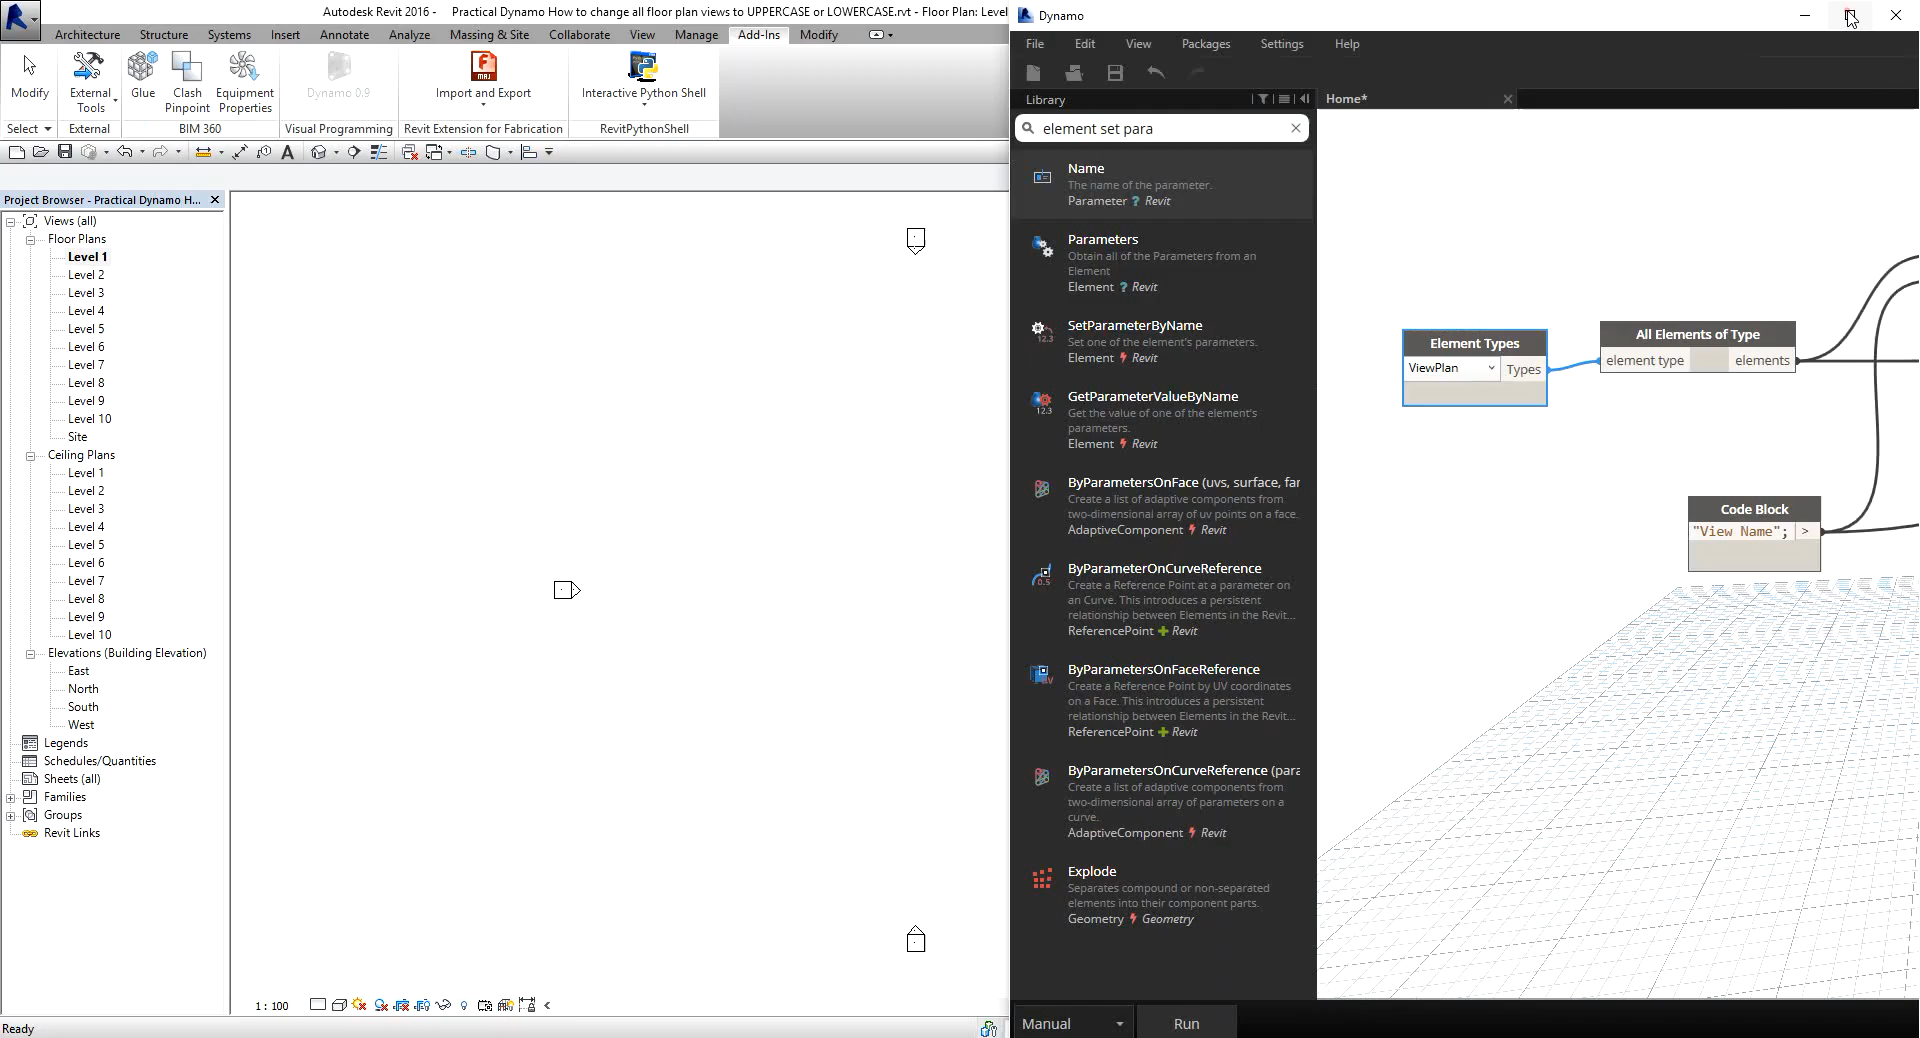 Autodesk Revit 2016 - Practical Dynamo How to change all floor plan views to UPPERCASE or LOWERCASE.rvt - Floor Plan: Level
Architecture Structure Systems Insert Annotate Analyze Massing & Site Collaborate View Manage Add-Ins Modify
Modify
External Tools
Glue
Clash Pinpoint
Equipment Properties
Dynamo 0.9
Import and Export
Interactive Python Shell
Select
External
BIM 360
Visual Programming
Revit Extension for Fabrication
RevitPythonShell
Project Browser - Practical Dynamo H...
Views (all)
Floor Plans
Level 1
Level 2
Level 3
Level 4
Level 5
Level 6
Level 7
Level 8
Level 9
Level 10
Site
Ceiling Plans
Level 1
Level 2
Level 3
Level 4
Level 5
Level 6
Level 7
Level 8
Level 9
Level 10
Elevations (Building Elevation)
East
North
South
West
Legends
Schedules/Quantities
Sheets (all)
Families
Groups
Revit Links
1 : 100
Ready
Dynamo
File Edit View Packages Settings Help
Library
Home*
element set para
Name
The name of the parameter.
Parameter ? Revit
Parameters
Obtain all of the Parameters from an
Element
Element ? Revit
SetParameterByName
Set one of the element's parameters.
Element Revit
GetParameterValueByName
Get the value of one of the element's
parameters.
Element Revit
ByParametersOnFace (uvs, surface, far
Create a list of adaptive components from
two-dimensional array of uv points on a face.
AdaptiveComponent Revit
ByParameterOnCurveReference
Create a Reference Point at a parameter on
an Curve. This introduces a persistent
relationship between Elements in the Revit...
ReferencePoint Revit
ByParametersOnFaceReference
Create a Reference Point by UV coordinates
on a Face. This introduces a persistent
relationship between Elements in the Revit...
ReferencePoint Revit
ByParametersOnCurveReference (para
Create a list of adaptive components from
two-dimensional array of parameters on a
curve.
AdaptiveComponent Revit
Explode
Separates compound or non-separated
elements into their component parts.
Geometry Geometry
Element Types
ViewPlan Types
All Elements of Type
element type elements
Code Block
"View Name"; >
Manual
Run